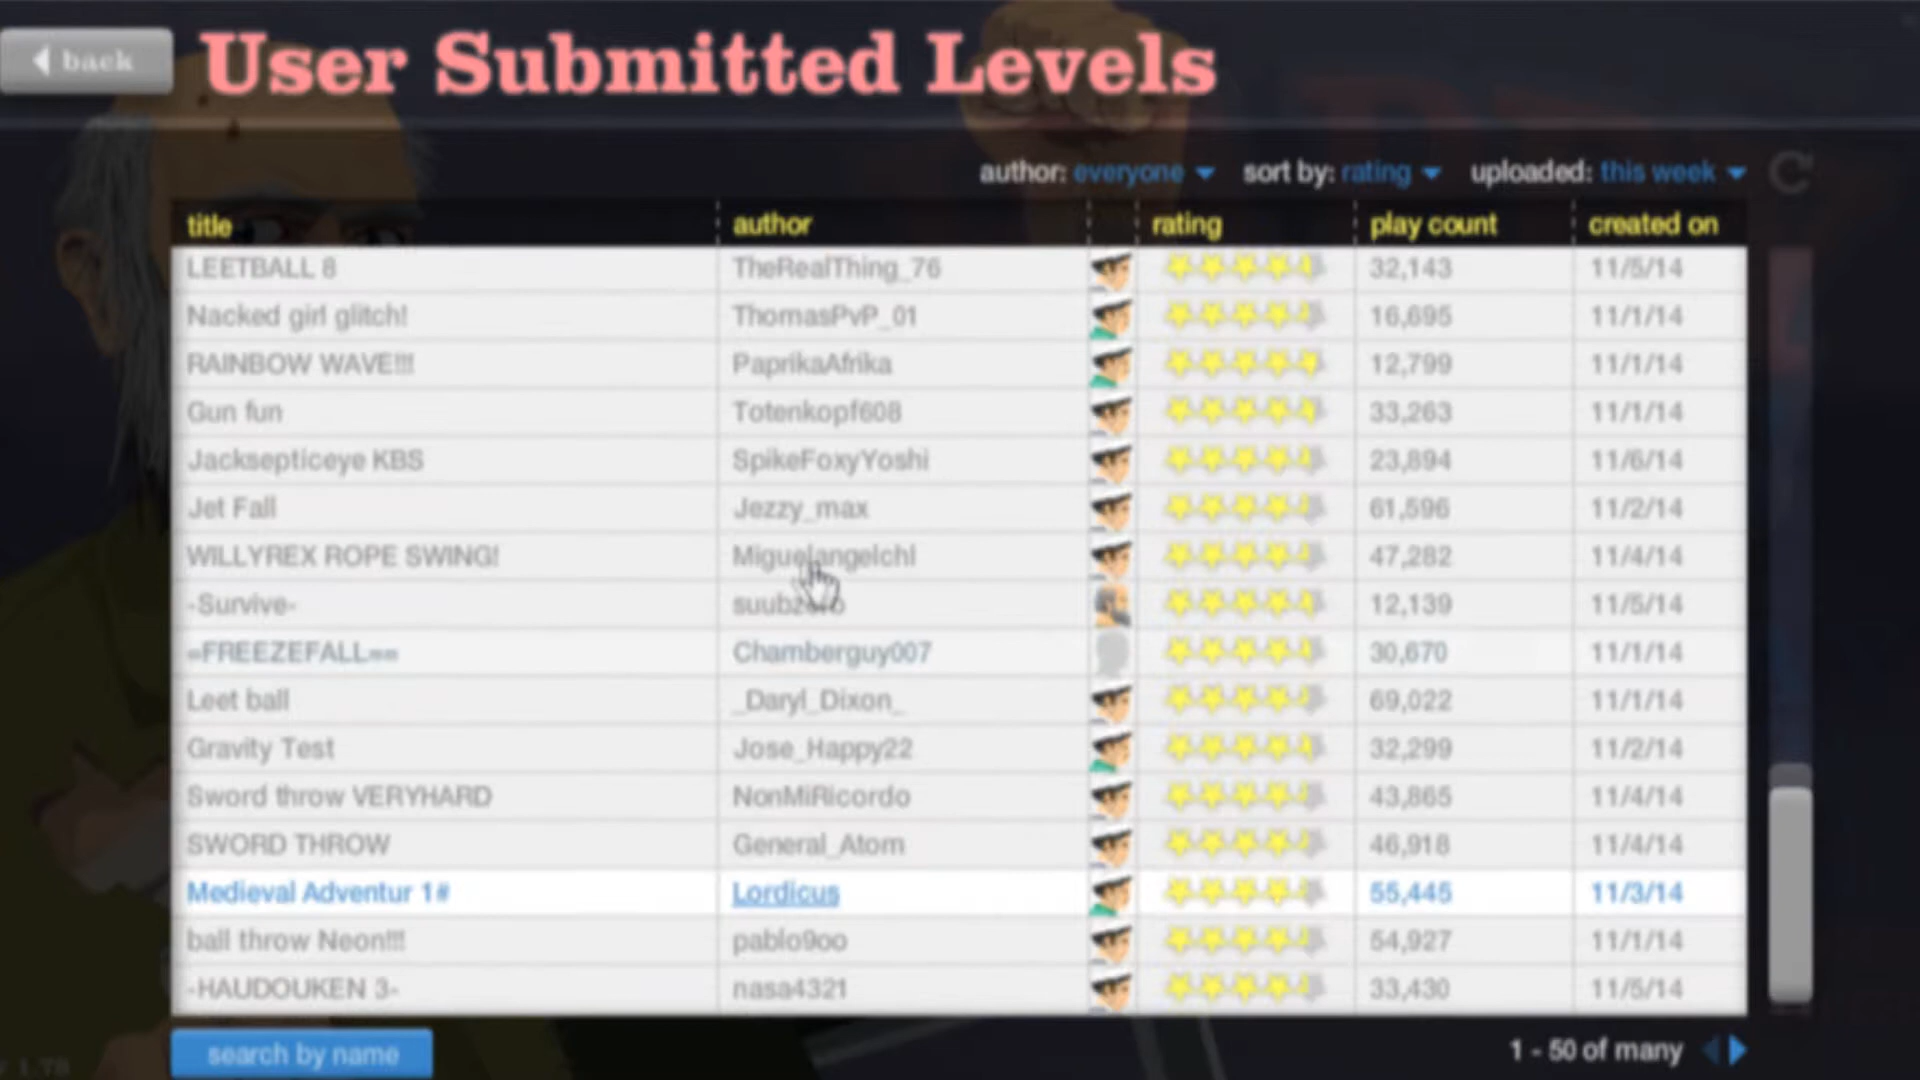 back
User Submitted Levels
author: everyone sort by: rating uploaded: this week
title author rating play count created on
LEETBALL 8 TheRealThing_76 32,143 11/5/14
Nacked girl glitch! ThomasPvP_01 16,695 11/1/14
RAINBOW WAVE!!! PaprikaAfrika 12,799 11/1/14
Gun fun Totenkopf608 33,263 11/1/14
Jacksepticeye KBS SpikeFoxyYoshi 23,894 11/6/14
Jet Fall Jezzy_max 61,596 11/2/14
WILLYREX ROPE SWING! Miguelangelchl 47,282 11/4/14
-Survive- suubzero 12,139 11/5/14
=FREEZEFALL== Chamberguy007 30,670 11/1/14
Leet ball _Daryl_Dixon_ 69,022 11/1/14
Gravity Test Jose_Happy22 32,299 11/2/14
Sword throw VERYHARD NonMiRicordo 43,865 11/4/14
SWORD THROW General_Atom 46,918 11/4/14
Medieval Adventur 1# Lordicus 55,445 11/3/14
ball throw Neon!!! pablo9oo 54,927 11/1/14
-HAUDOUKEN 3- nasa4321 33,430 11/5/14
search by name 1 - 50 of many
1.78